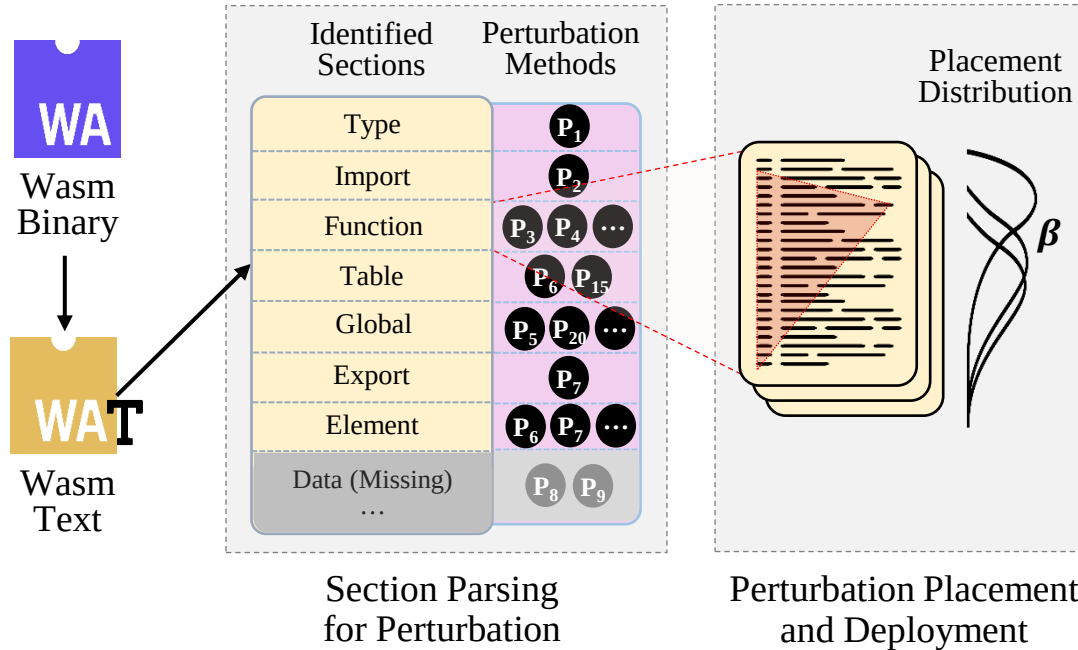 WA
Wasm
Binary
WAT
Wasm
Text
Identified
Sections
Perturbation
Methods
Type
P1
Import
P2
Function
P3 P4 ...
Table
P6 P15
Global
P5 P20 ...
Export
P7
Element
P6 P7 ...
Data (Missing)
...
P8 P9
Section Parsing
for Perturbation
Placement
Distribution
β
Perturbation Placement
and Deployment